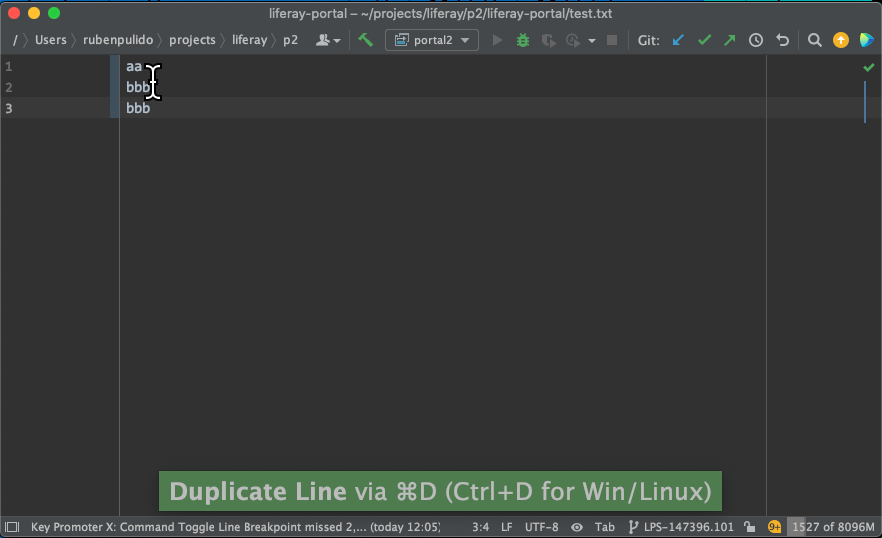 liferay-portal – ~/projects/liferay/p2/liferay-portal/test.txt
/ Users rubenpulido projects liferay p2 portal2 Git:
1 aa
2 bbb
3 bbb
Duplicate Line via ⌘D (Ctrl+D for Win/Linux)
Key Promoter X: Command Toggle Line Breakpoint missed 2,... (today 12:05) 3:4 LF UTF-8 Tab LPS-147396.101 9+ 1527 of 8096M